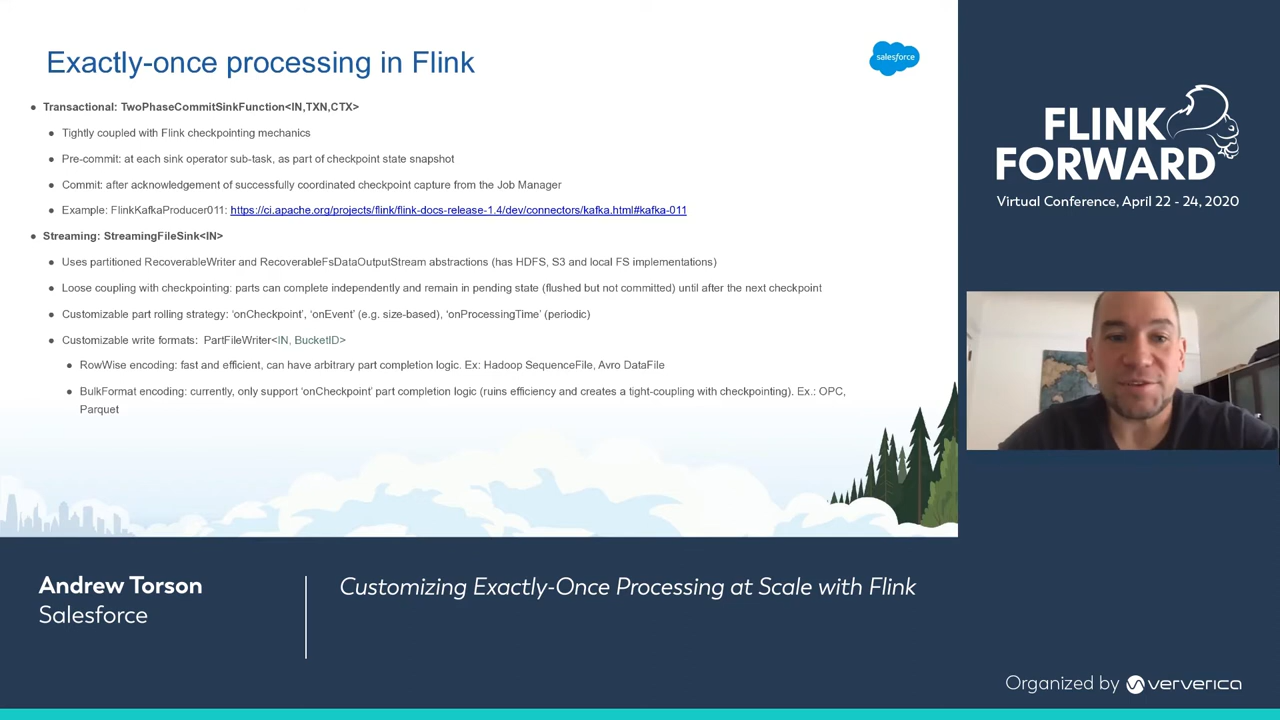 Exactly-once processing in Flink
salesforce
Transactional: TwoPhaseCommitSinkFunction<IN,TXN,CTX>
Tightly coupled with Flink checkpointing mechanics
Pre-commit: at each sink operator sub-task, as part of checkpoint state snapshot
Commit: after acknowledgement of successfully coordinated checkpoint capture from the Job Manager
Example: FlinkKafkaProducer011: https://ci.apache.org/projects/flink/flink-docs-release-1.4/dev/connectors/kafka.html#kafka-011
Streaming: StreamingFileSink<IN>
Uses partitioned RecoverableWriter and RecoverableFsDataOutputStream abstractions (has HDFS, S3 and local FS implementations)
Loose coupling with checkpointing: parts can complete independently and remain in pending state (flushed but not committed) until after the next checkpoint
Customizable part rolling strategy: ‘onCheckpoint’, ‘onEvent’ (e.g. size-based), ‘onProcessingTime’ (periodic)
Customizable write formats: PartFileWriter<IN, BucketID>
RowWise encoding: fast and efficient, can have arbitrary part completion logic. Ex: Hadoop SequenceFile, Avro DataFile
BulkFormat encoding: currently, only support ‘onCheckpoint’ part completion logic (ruins efficiency and creates a tight-coupling with checkpointing). Ex.: OPC,
Parquet
FLINK
FORWARD
Virtual Conference, April 22 - 24, 2020
Andrew Torson
Salesforce
Customizing Exactly-Once Processing at Scale with Flink
Organized by ververica